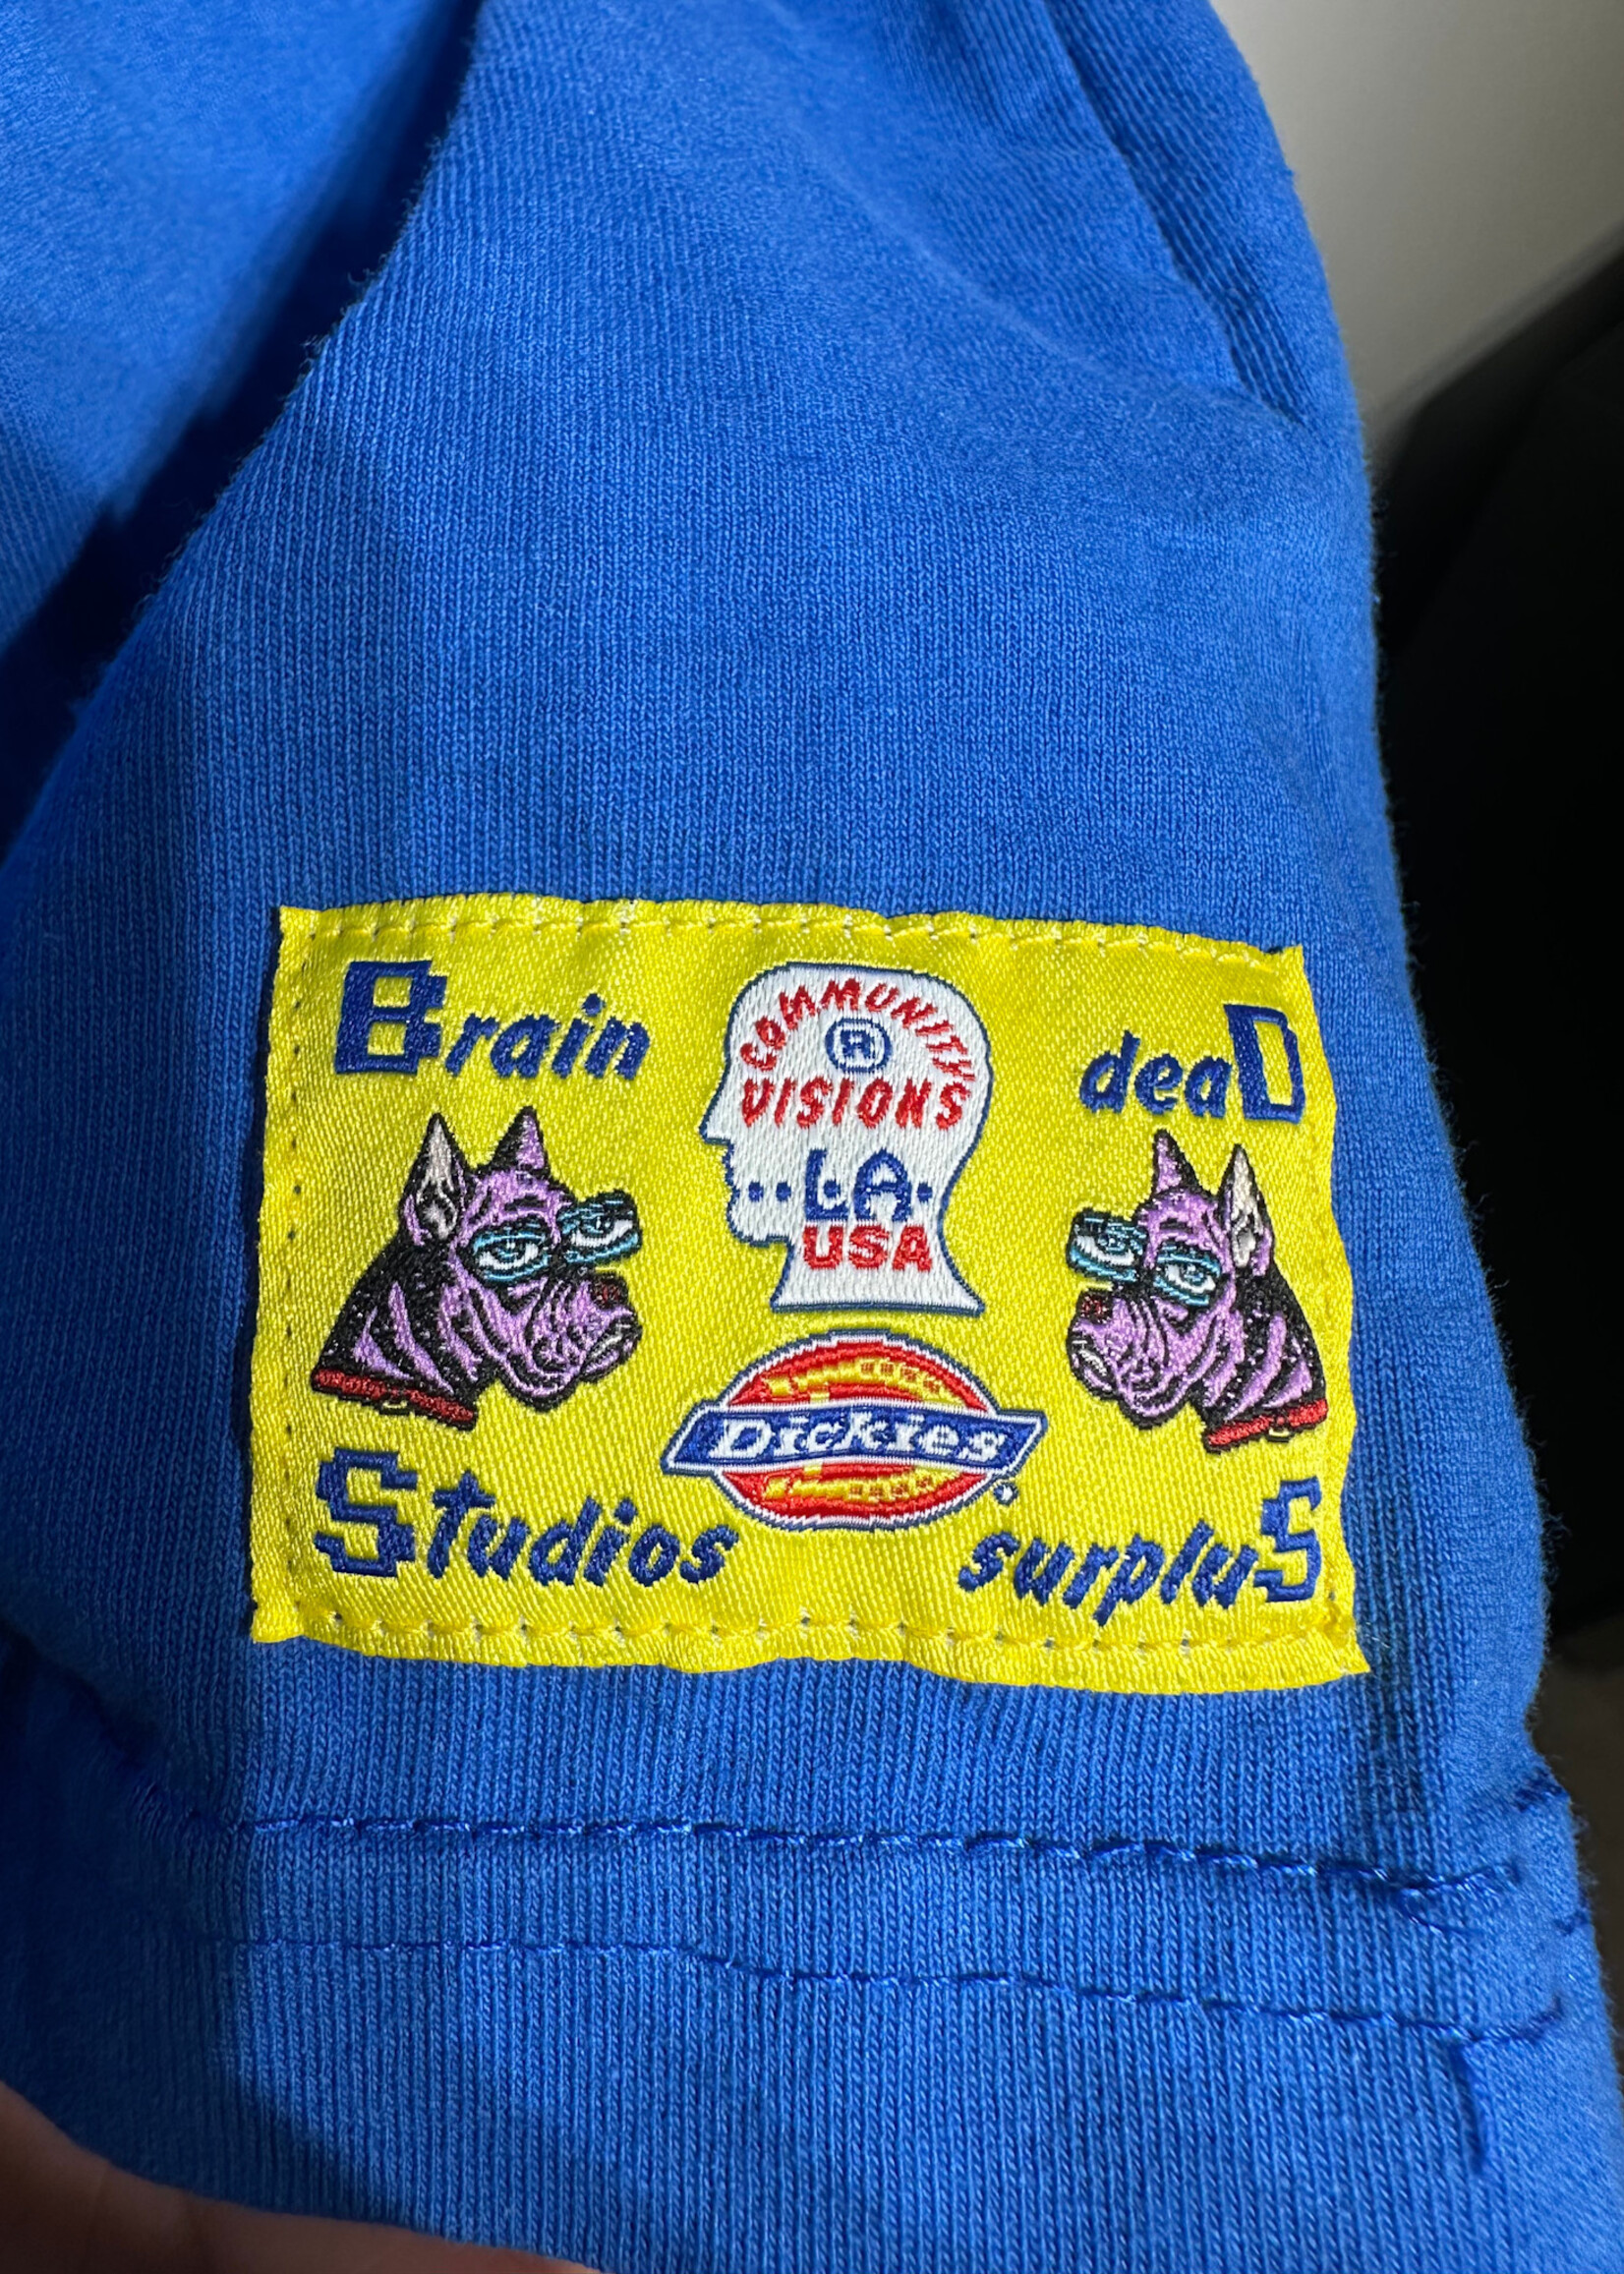 Brain
deaD
COMMUNITY'S
®
VISIONS
L.A.
USA
Dickies
Studios
surpluS